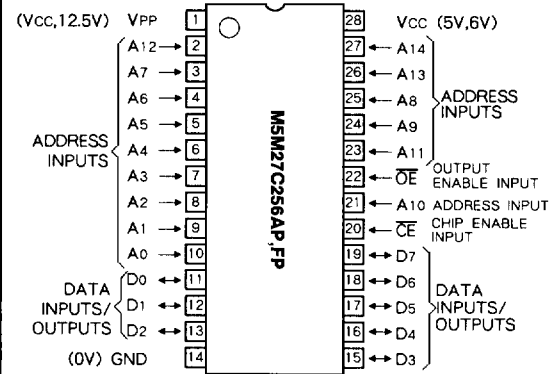 (VCC,12.5V) VPP 1 28 VCC (5V,6V)
A12 2 27 A14
A7 3 26 A13
A6 4 25 A8
A5 5 24 A9
A4 6 23 A11
ADDRESS INPUTS
ADDRESS INPUTS
A3 7 22 OE OUTPUT ENABLE INPUT
A2 8 21 A10 ADDRESS INPUT
A1 9 20 CE CHIP ENABLE INPUT
A0 10 19 D7
D0 11 18 D6
D1 12 17 D5
D2 13 16 D4
DATA INPUTS/ OUTPUTS
DATA INPUTS/ OUTPUTS
(0V) GND 14 15 D3
M5M27C256AP,FP